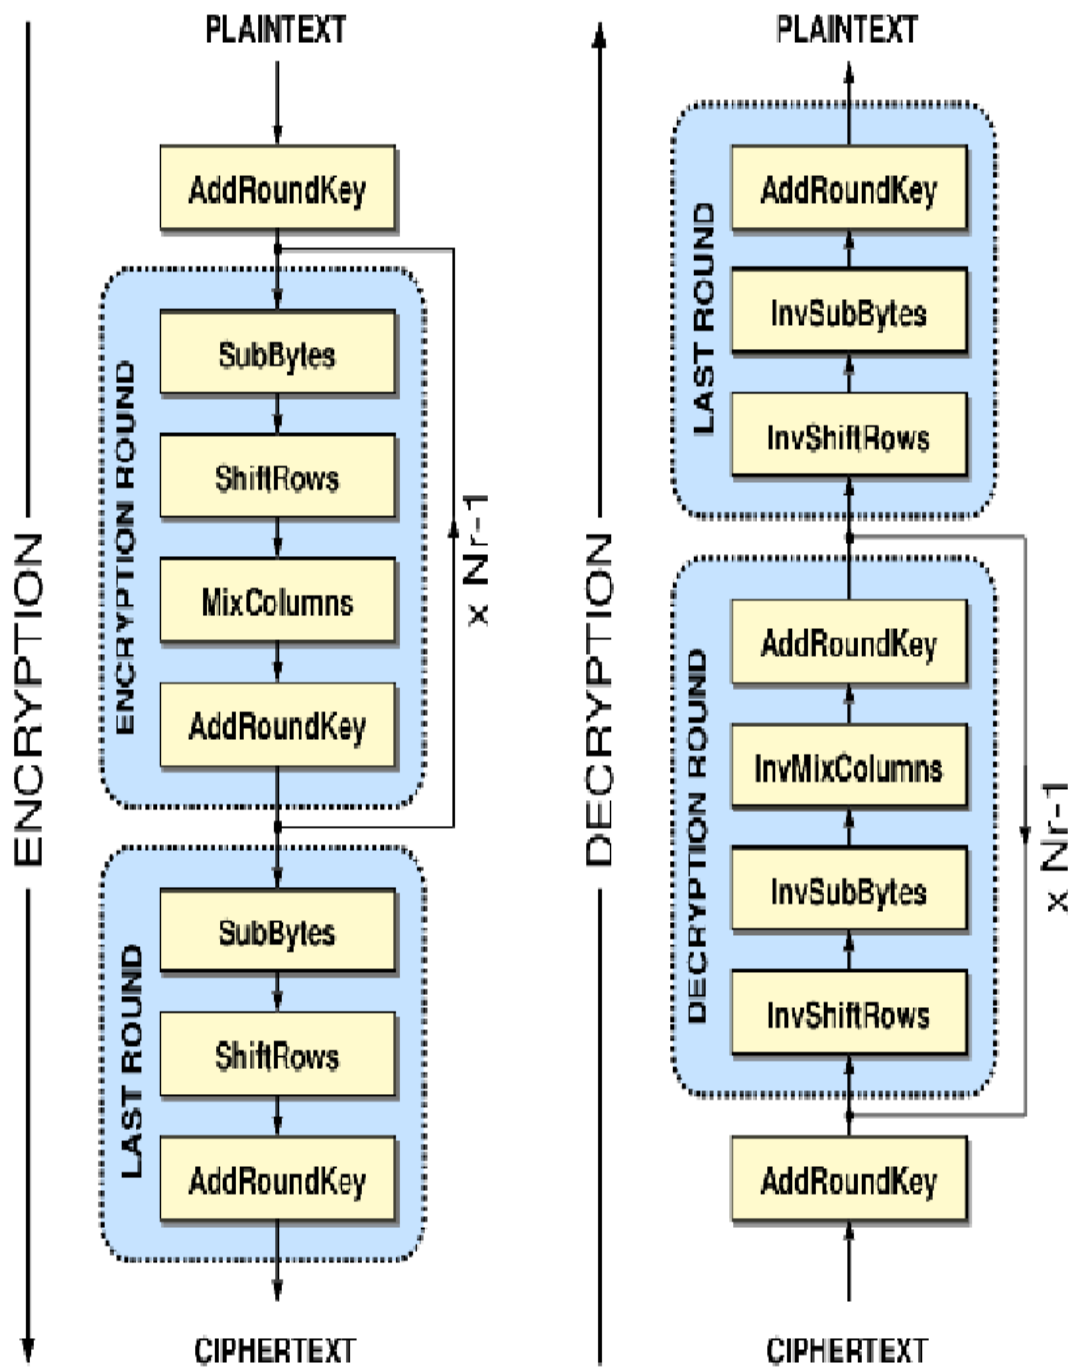 PLAINTEXT
AddRoundKey
ENCRYPTION ROUND
SubBytes
ShiftRows
MixColumns
AddRoundKey
x Nr-1
LAST ROUND
SubBytes
ShiftRows
AddRoundKey
CIPHERTEXT
ENCRYPTION
PLAINTEXT
LAST ROUND
AddRoundKey
InvSubBytes
InvShiftRows
DECRYPTION ROUND
AddRoundKey
InvMixColumns
InvSubBytes
InvShiftRows
x Nr-1
AddRoundKey
CIPHERTEXT
DECRYPTION